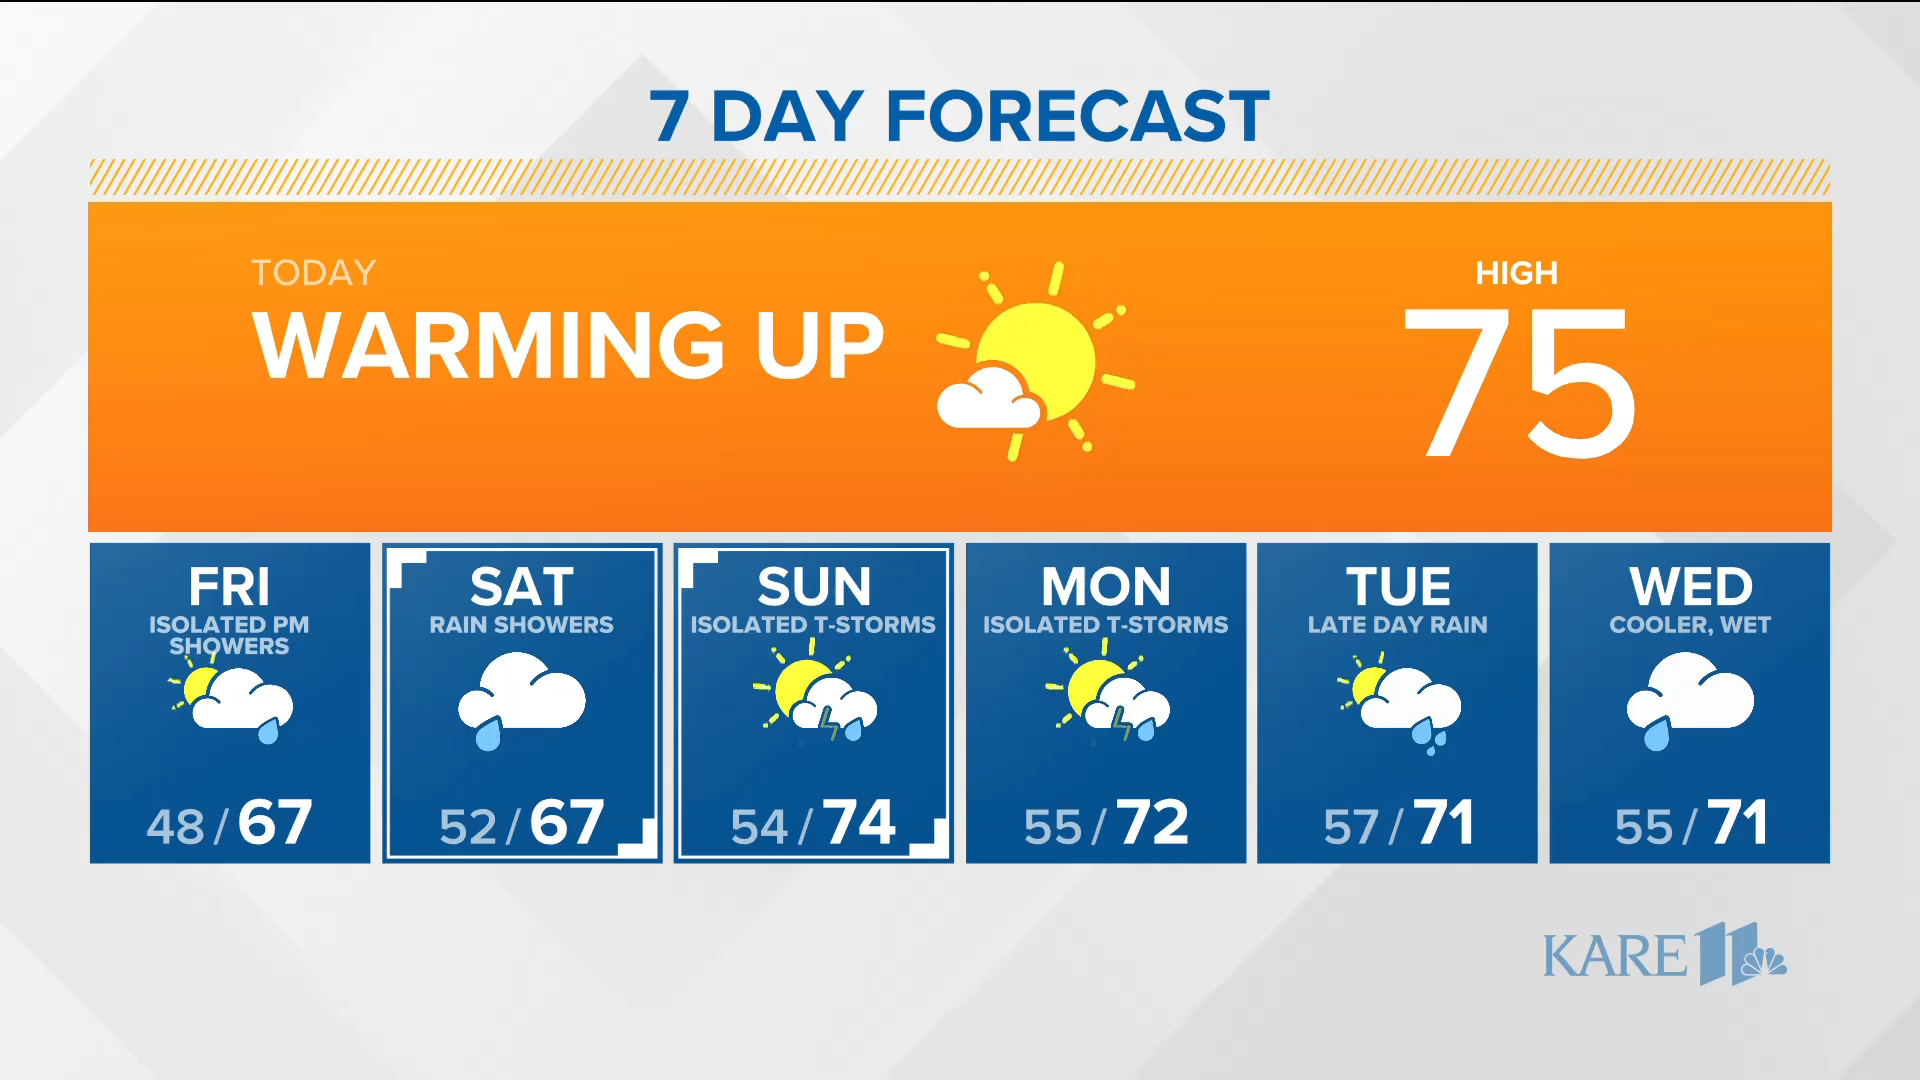 7 DAY FORECAST
TODAY
WARMING UP
HIGH
75
FRI
ISOLATED PM
SHOWERS
48 / 67
SAT
RAIN SHOWERS
52 / 67
SUN
ISOLATED T-STORMS
54 / 74
MON
ISOLATED T-STORMS
55 / 72
TUE
LATE DAY RAIN
57 / 71
WED
COOLER, WET
55 / 71
KARE 11